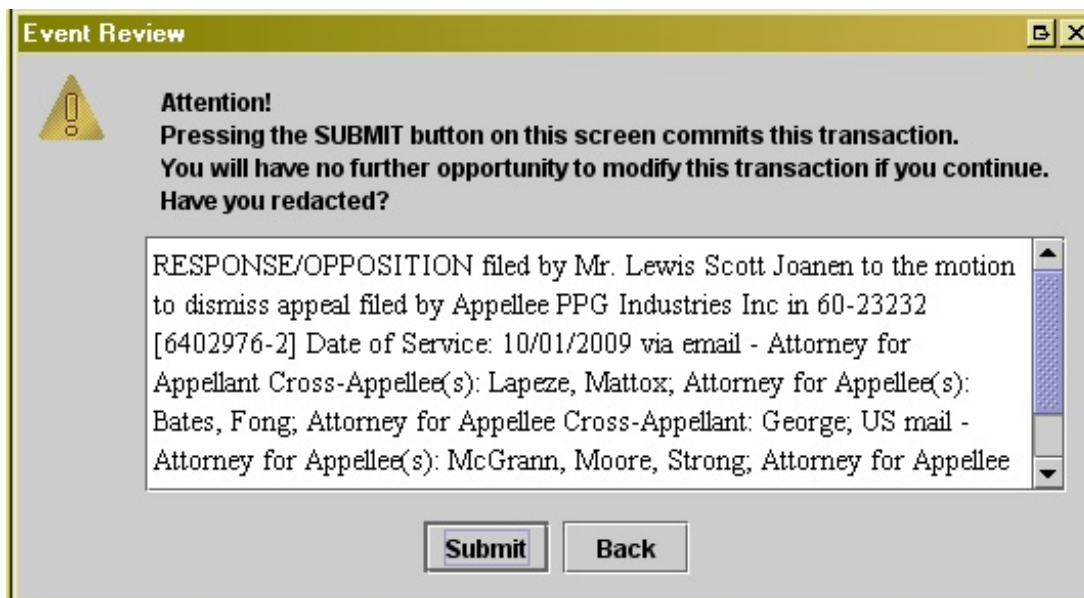 Event Review
Attention!
Pressing the SUBMIT button on this screen commits this transaction.
You will have no further opportunity to modify this transaction if you continue.
Have you redacted?
RESPONSE/OPPOSITION filed by Mr. Lewis Scott Joanen to the motion
to dismiss appeal filed by Appellee PPG Industries Inc in 60-23232
[6402976-2] Date of Service: 10/01/2009 via email - Attorney for
Appellant Cross-Appellee(s): Lapeze, Mattox; Attorney for Appellee(s):
Bates, Fong; Attorney for Appellee Cross-Appellant: George; US mail -
Attorney for Appellee(s): McGrann, Moore, Strong; Attorney for Appellee
Submit Back